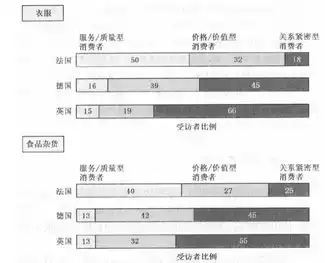 衣服
服务/质量型 价格/价值型 关系紧密型
消费者 消费者 消费者
法国 50 32 18
德国 16 39 45
英国 15 19 66
受访者比例
食品杂货
服务/质量型 价格/价值型 关系紧密型
消费者 消费者 消费者
法国 40 27 25
德国 13 42 45
英国 13 32 55
受访者比例